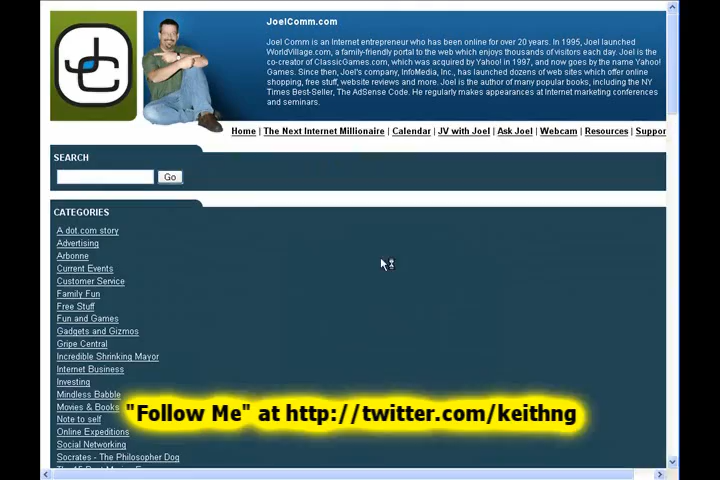 JoelComm.com
Joel Comm is an Internet entrepreneur who has been online for over 20 years. In 1995, Joel launched
WorldVillage.com, a family-friendly portal to the web which enjoys thousands of visitors each day. Joel is the
co-creator of ClassicGames.com, which was acquired by Yahoo! in 1997, and now goes by the name Yahoo!
Games. Since then, Joel's company, InfoMedia, Inc., has launched dozens of web sites which offer online
shopping, free stuff, website reviews and more. Joel is the author of many popular books, including the NY
Times Best-Seller, The AdSense Code. He regularly makes appearances at Internet marketing conferences
and seminars.
Home | The Next Internet Millionaire | Calendar | JV with Joel | Ask Joel | Webcam | Resources | Suppor
SEARCH
Go
CATEGORIES
A dot.com story
Advertising
Arbonne
Current Events
Customer Service
Family Fun
Free Stuff
Fun and Games
Gadgets and Gizmos
Gripe Central
Incredible Shrinking Mayor
Internet Business
Investing
Mindless Babble
Movies & Books
"Follow Me" at http://twitter.com/keithng
Note to self
Online Expeditions
Social Networking
Socrates - The Philosopher Dog